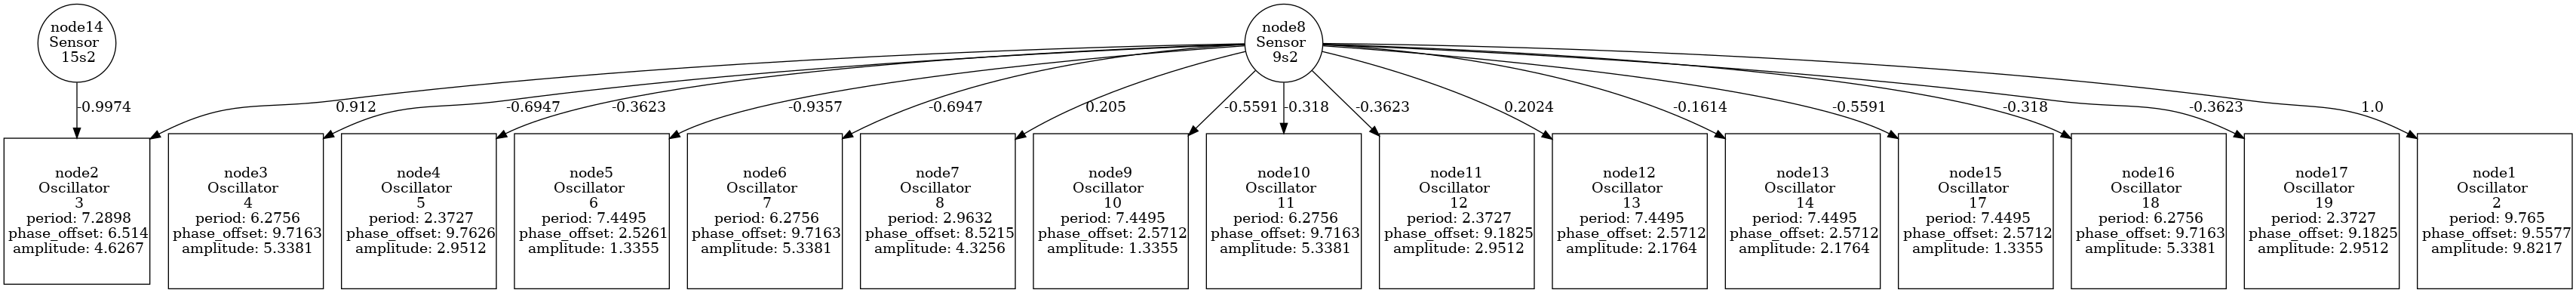 node14
Sensor
15s2
node8
Sensor
9s2
-0.9974
0.912
-0.6947
-0.3623
-0.9357
-0.6947
0.205
-0.5591
-0.318
-0.3623
0.2024
-0.1614
-0.5591
-0.318
-0.3623
1.0
node2
Oscillator
3
period: 7.2898
phase_offset: 6.514
amplitude: 4.6267
node3
Oscillator
4
period: 6.2756
phase_offset: 9.7163
amplitude: 5.3381
node4
Oscillator
5
period: 2.3727
phase_offset: 9.7626
amplitude: 2.9512
node5
Oscillator
6
period: 7.4495
phase_offset: 2.5261
amplitude: 1.3355
node6
Oscillator
7
period: 6.2756
phase_offset: 9.7163
amplitude: 5.3381
node7
Oscillator
8
period: 2.9632
phase_offset: 8.5215
amplitude: 4.3256
node9
Oscillator
10
period: 7.4495
phase_offset: 2.5712
amplitude: 1.3355
node10
Oscillator
11
period: 6.2756
phase_offset: 9.7163
amplitude: 5.3381
node11
Oscillator
12
period: 2.3727
phase_offset: 9.1825
amplitude: 2.9512
node12
Oscillator
13
period: 7.4495
phase_offset: 2.5712
amplitude: 2.1764
node13
Oscillator
14
period: 7.4495
phase_offset: 2.5712
amplitude: 2.1764
node15
Oscillator
17
period: 7.4495
phase_offset: 2.5712
amplitude: 1.3355
node16
Oscillator
18
period: 6.2756
phase_offset: 9.7163
amplitude: 5.3381
node17
Oscillator
19
period: 2.3727
phase_offset: 9.1825
amplitude: 2.9512
node1
Oscillator
2
period: 9.765
phase_offset: 9.5577
amplitude: 9.8217